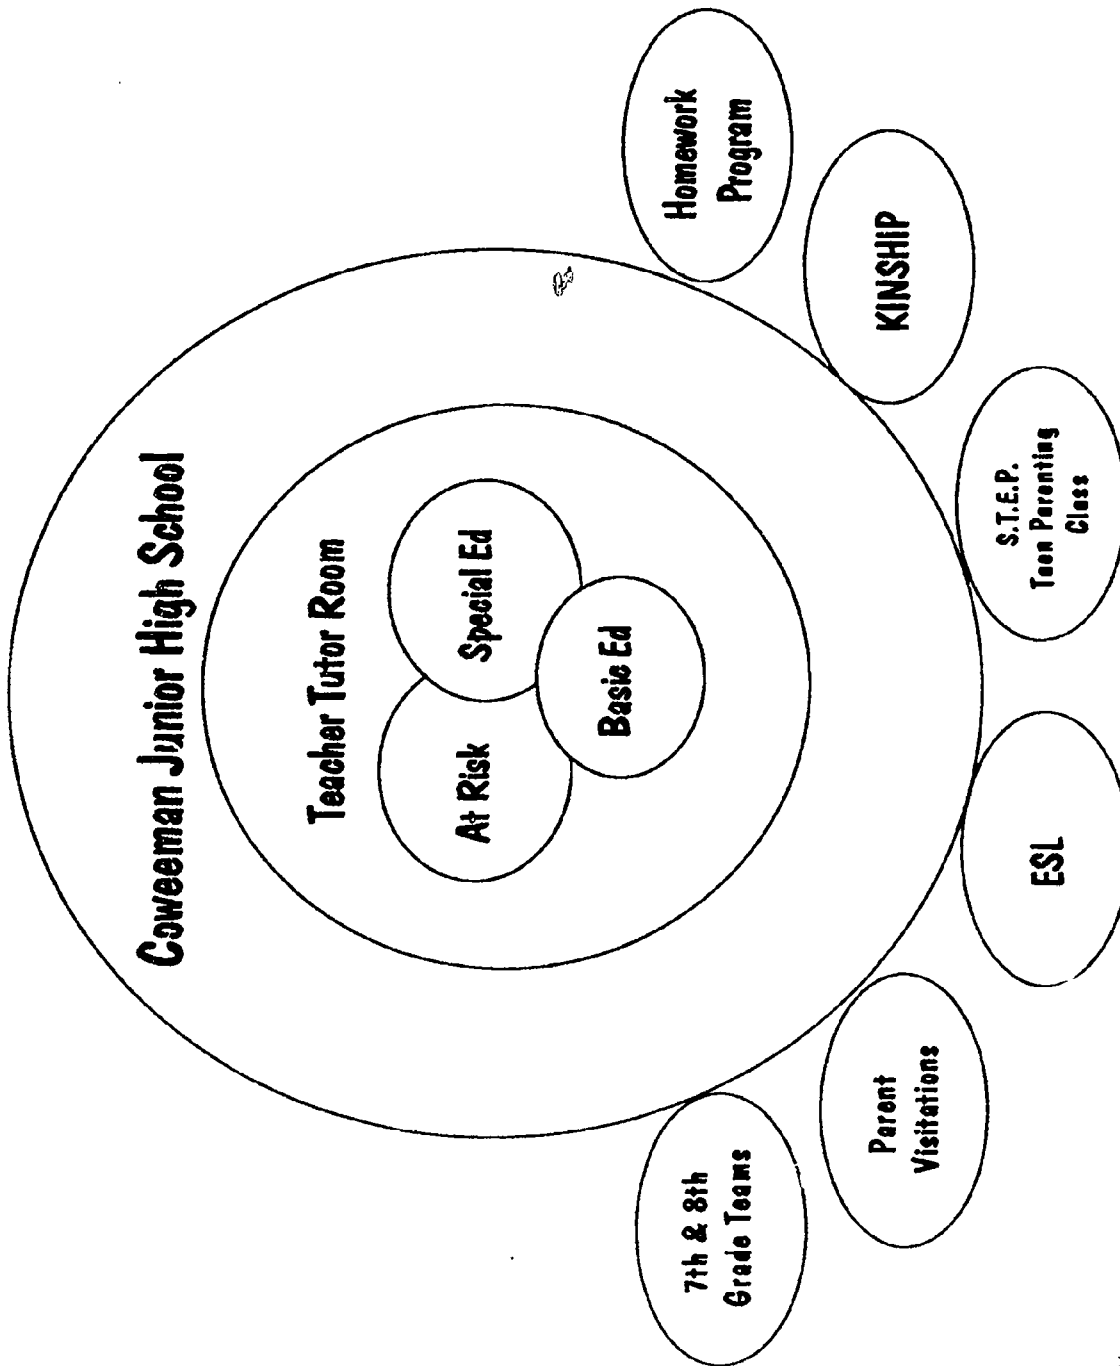 Coweeman Junior High School
Teacher Tutor Room
At Risk
Special Ed
Basic Ed
7th & 8th
Grade Teams
Parent
Visitations
ESL
S.T.E.P.
Teen Parenting
Class
KINSHIP
Homework
Program